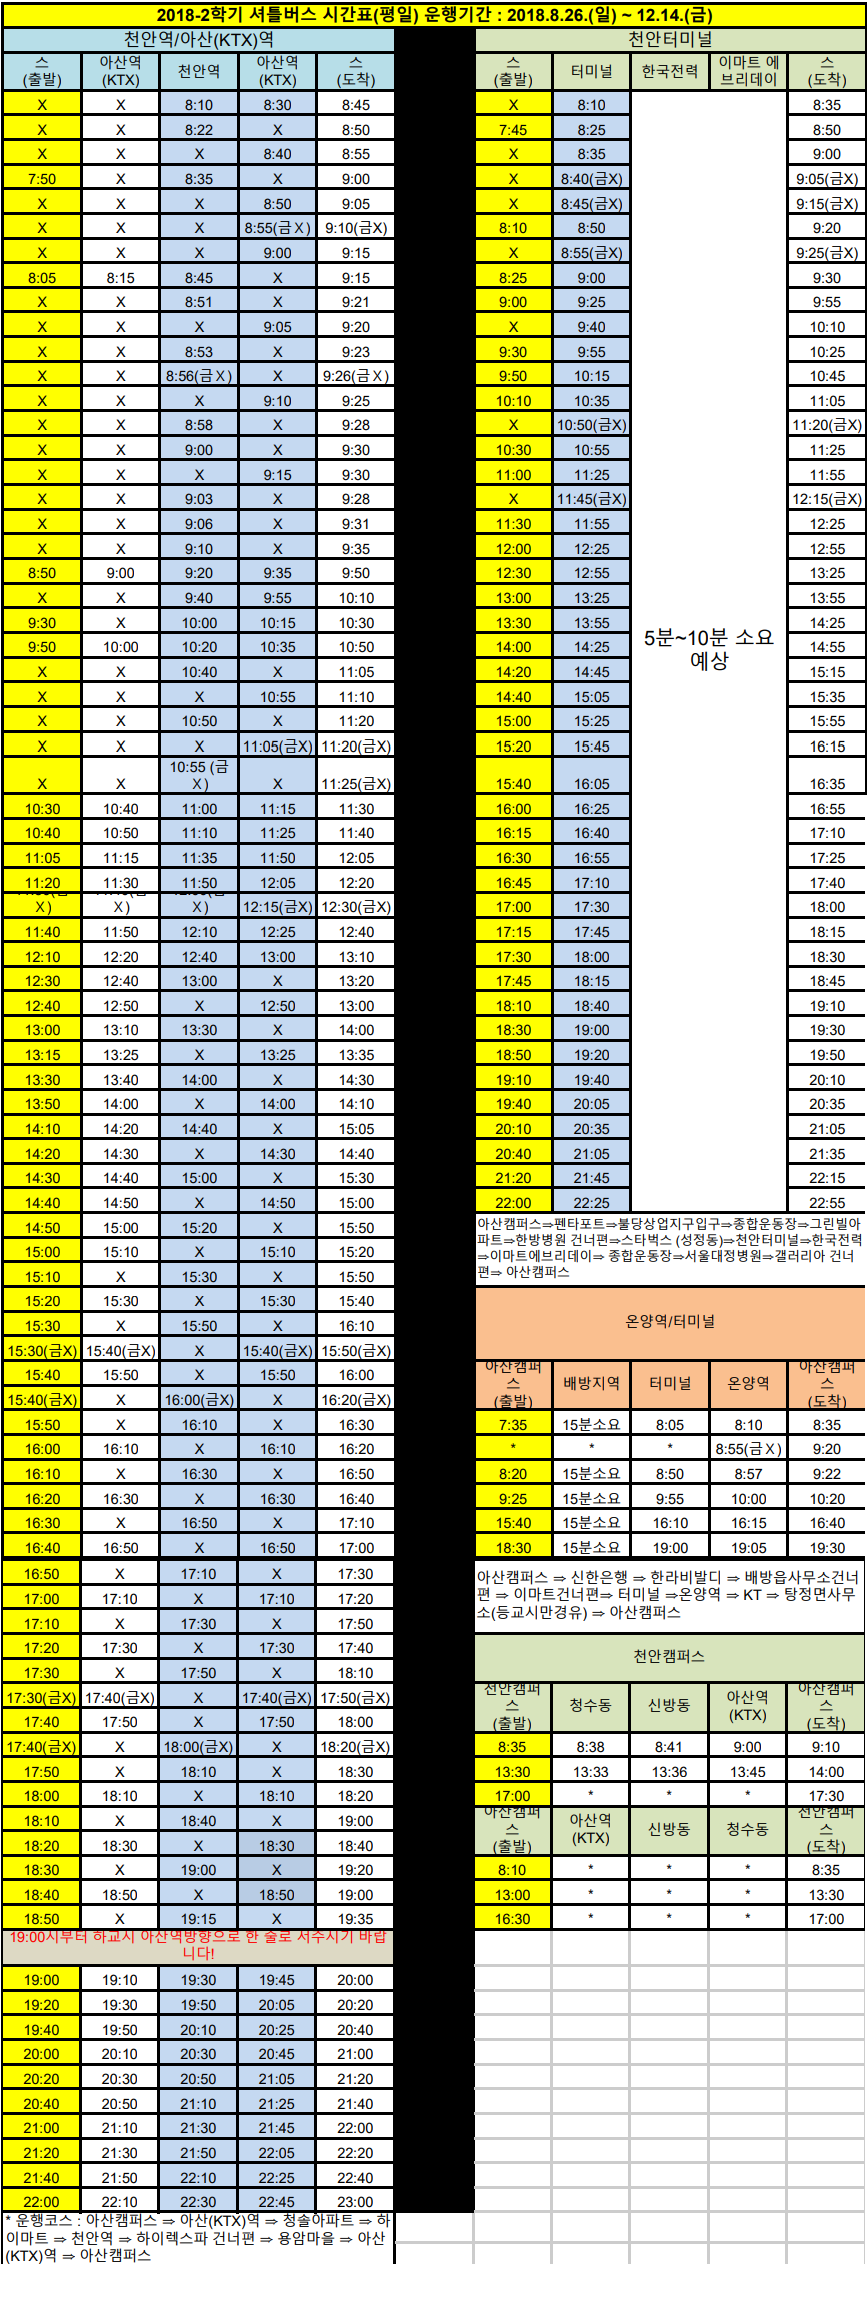 2018-2학기 셔틀버스 시간표(평일) 운행기간 : 2018.8.26.(일) ~ 12.14.(금)
천안역/아산(KTX)역
스 (출발) 아산역 (KTX) 천안역 아산역 (KTX) 스 (도착)
X X 8:10 8:30 8:45
X X 8:22 X 8:50
X X X 8:40 8:55
7:50 X 8:35 X 9:00
X X X 8:50 9:05
X X X 8:55(금X) 9:10(금X)
X X X 9:00 9:15
8:05 8:15 8:45 X 9:15
X X 8:51 X 9:21
X X X 9:05 9:20
X X 8:53 X 9:23
X X 8:56(금X) X 9:26(금X)
X X X 9:10 9:25
X X 8:58 X 9:28
X X 9:00 X 9:30
X X X 9:15 9:30
X X 9:03 X 9:28
X X 9:06 X 9:31
X X 9:10 X 9:35
8:50 9:00 9:20 9:35 9:50
X X 9:40 9:55 10:10
9:30 X 10:00 10:15 10:30
9:50 10:00 10:20 10:35 10:50
X X 10:40 X 11:05
X X X 10:55 11:10
X X 10:50 X 11:20
X X X 11:05(금X) 11:20(금X)
X X 10:55 (금X) X 11:25(금X)
10:30 10:40 11:00 11:15 11:30
10:40 10:50 11:10 11:25 11:40
11:05 11:15 11:35 11:50 12:05
11:20 11:30 11:50 12:05 12:20
X) X) X) 12:15(금X) 12:30(금X)
11:40 11:50 12:10 12:25 12:40
12:10 12:20 12:40 13:00 13:10
12:30 12:40 13:00 X 13:20
12:40 12:50 X 12:50 13:00
13:00 13:10 13:30 X 14:00
13:15 13:25 X 13:25 13:35
13:30 13:40 14:00 X 14:30
13:50 14:00 X 14:00 14:10
14:10 14:20 14:40 X 15:05
14:20 14:30 X 14:30 14:40
14:30 14:40 15:00 X 15:30
14:40 14:50 X 14:50 15:00
14:50 15:00 15:20 X 15:50
15:00 15:10 X 15:10 15:20
15:10 X 15:30 X 15:50
15:20 15:30 X 15:30 15:40
15:30 X 15:50 X 16:10
15:30(금X) 15:40(금X) X 15:40(금X) 15:50(금X)
15:40 15:50 X 15:50 16:00
15:40(금X) X 16:00(금X) X 16:20(금X)
15:50 X 16:10 X 16:30
16:00 16:10 X 16:10 16:20
16:10 X 16:30 X 16:50
16:20 16:30 X 16:30 16:40
16:30 X 16:50 X 17:10
16:40 16:50 X 16:50 17:00
16:50 X 17:10 X 17:30
17:00 17:10 X 17:10 17:20
17:10 X 17:30 X 17:50
17:20 17:30 X 17:30 17:40
17:30 X 17:50 X 18:10
17:30(금X) 17:40(금X) X 17:40(금X) 17:50(금X)
17:40 17:50 X 17:50 18:00
17:40(금X) X 18:00(금X) X 18:20(금X)
17:50 X 18:10 X 18:30
18:00 18:10 X 18:10 18:20
18:10 X 18:40 X 19:00
18:20 18:30 X 18:30 18:40
18:30 X 19:00 X 19:20
18:40 18:50 X 18:50 19:00
18:50 X 19:15 X 19:35
19:00시부터 하교시 아산역방향으로 한 줄로 서주시기 바랍
니다!
19:00 19:10 19:30 19:45 20:00
19:20 19:30 19:50 20:05 20:20
19:40 19:50 20:10 20:25 20:40
20:00 20:10 20:30 20:45 21:00
20:20 20:30 20:50 21:05 21:20
20:40 20:50 21:10 21:25 21:40
21:00 21:10 21:30 21:45 22:00
21:20 21:30 21:50 22:05 22:20
21:40 21:50 22:10 22:25 22:40
22:00 22:10 22:30 22:45 23:00
* 운행코스 : 아산캠퍼스 ⇒ 아산(KTX)역 ⇒ 청솔아파트 ⇒ 하
이마트 ⇒ 천안역 ⇒ 하이렉스파 건너편 ⇒ 용암마을 ⇒ 아산
(KTX)역 ⇒ 아산캠퍼스
천안터미널
스 (출발) 터미널 한국전력 이마트 에브리데이 스 (도착)
X 8:10 8:35
7:45 8:25 8:50
X 8:35 9:00
X 8:40(금X) 9:05(금X)
X 8:45(금X) 9:15(금X)
8:10 8:50 9:20
X 8:55(금X) 9:25(금X)
8:25 9:00 9:30
9:00 9:25 9:55
X 9:40 10:10
9:30 9:55 10:25
9:50 10:15 10:45
10:10 10:35 11:05
X 10:50(금X) 11:20(금X)
10:30 10:55 11:25
11:00 11:25 11:55
X 11:45(금X) 12:15(금X)
11:30 11:55 12:25
12:00 12:25 12:55
12:30 12:55 13:25
13:00 13:25 13:55
13:30 13:55 14:25
14:00 14:25 14:55
14:20 14:45 15:15
14:40 15:05 15:35
15:00 15:25 15:55
15:20 15:45 16:15
15:40 16:05 16:35
16:00 16:25 16:55
16:15 16:40 17:10
16:30 16:55 17:25
16:45 17:10 17:40
17:00 17:30 18:00
17:15 17:45 18:15
17:30 18:00 18:30
17:45 18:15 18:45
18:10 18:40 19:10
18:30 19:00 19:30
18:50 19:20 19:50
19:10 19:40 20:10
19:40 20:05 20:35
20:10 20:35 21:05
20:40 21:05 21:35
21:20 21:45 22:15
22:00 22:25 22:55
5분~10분 소요
예상
아산캠퍼스⇒펜타포트⇒불당상업지구입구⇒종합운동장⇒그린빌아
파트⇒한방병원 건너편⇒스타벅스 (성정동)⇒천안터미널⇒한국전력
⇒이마트에브리데이⇒ 종합운동장⇒서울대정병원⇒갤러리아 건너
편⇒ 아산캠퍼스
온양역/터미널
아산캠퍼스 (출발) 배방지역 터미널 온양역 아산캠퍼스 (도착)
7:35 15분소요 8:05 8:10 8:35
* * * 8:55(금X) 9:20
8:20 15분소요 8:50 8:57 9:22
9:25 15분소요 9:55 10:00 10:20
15:40 15분소요 16:10 16:15 16:40
18:30 15분소요 19:00 19:05 19:30
아산캠퍼스 ⇒ 신한은행 ⇒ 한라비발디 ⇒ 배방읍사무소건너
편 ⇒ 이마트건너편⇒ 터미널 ⇒온양역 ⇒ KT ⇒ 탕정면사무
소(등교시만경유) ⇒ 아산캠퍼스
천안캠퍼스
천안캠퍼스 (출발) 청수동 신방동 아산역 (KTX) 아산캠퍼스 (도착)
8:35 8:38 8:41 9:00 9:10
13:30 13:33 13:36 13:45 14:00
17:00 * * * 17:30
아산캠퍼스 (출발) 아산역 (KTX) 신방동 청수동 천안캠퍼스 (도착)
8:10 * * * 8:35
13:00 * * * 13:30
16:30 * * * 17:00